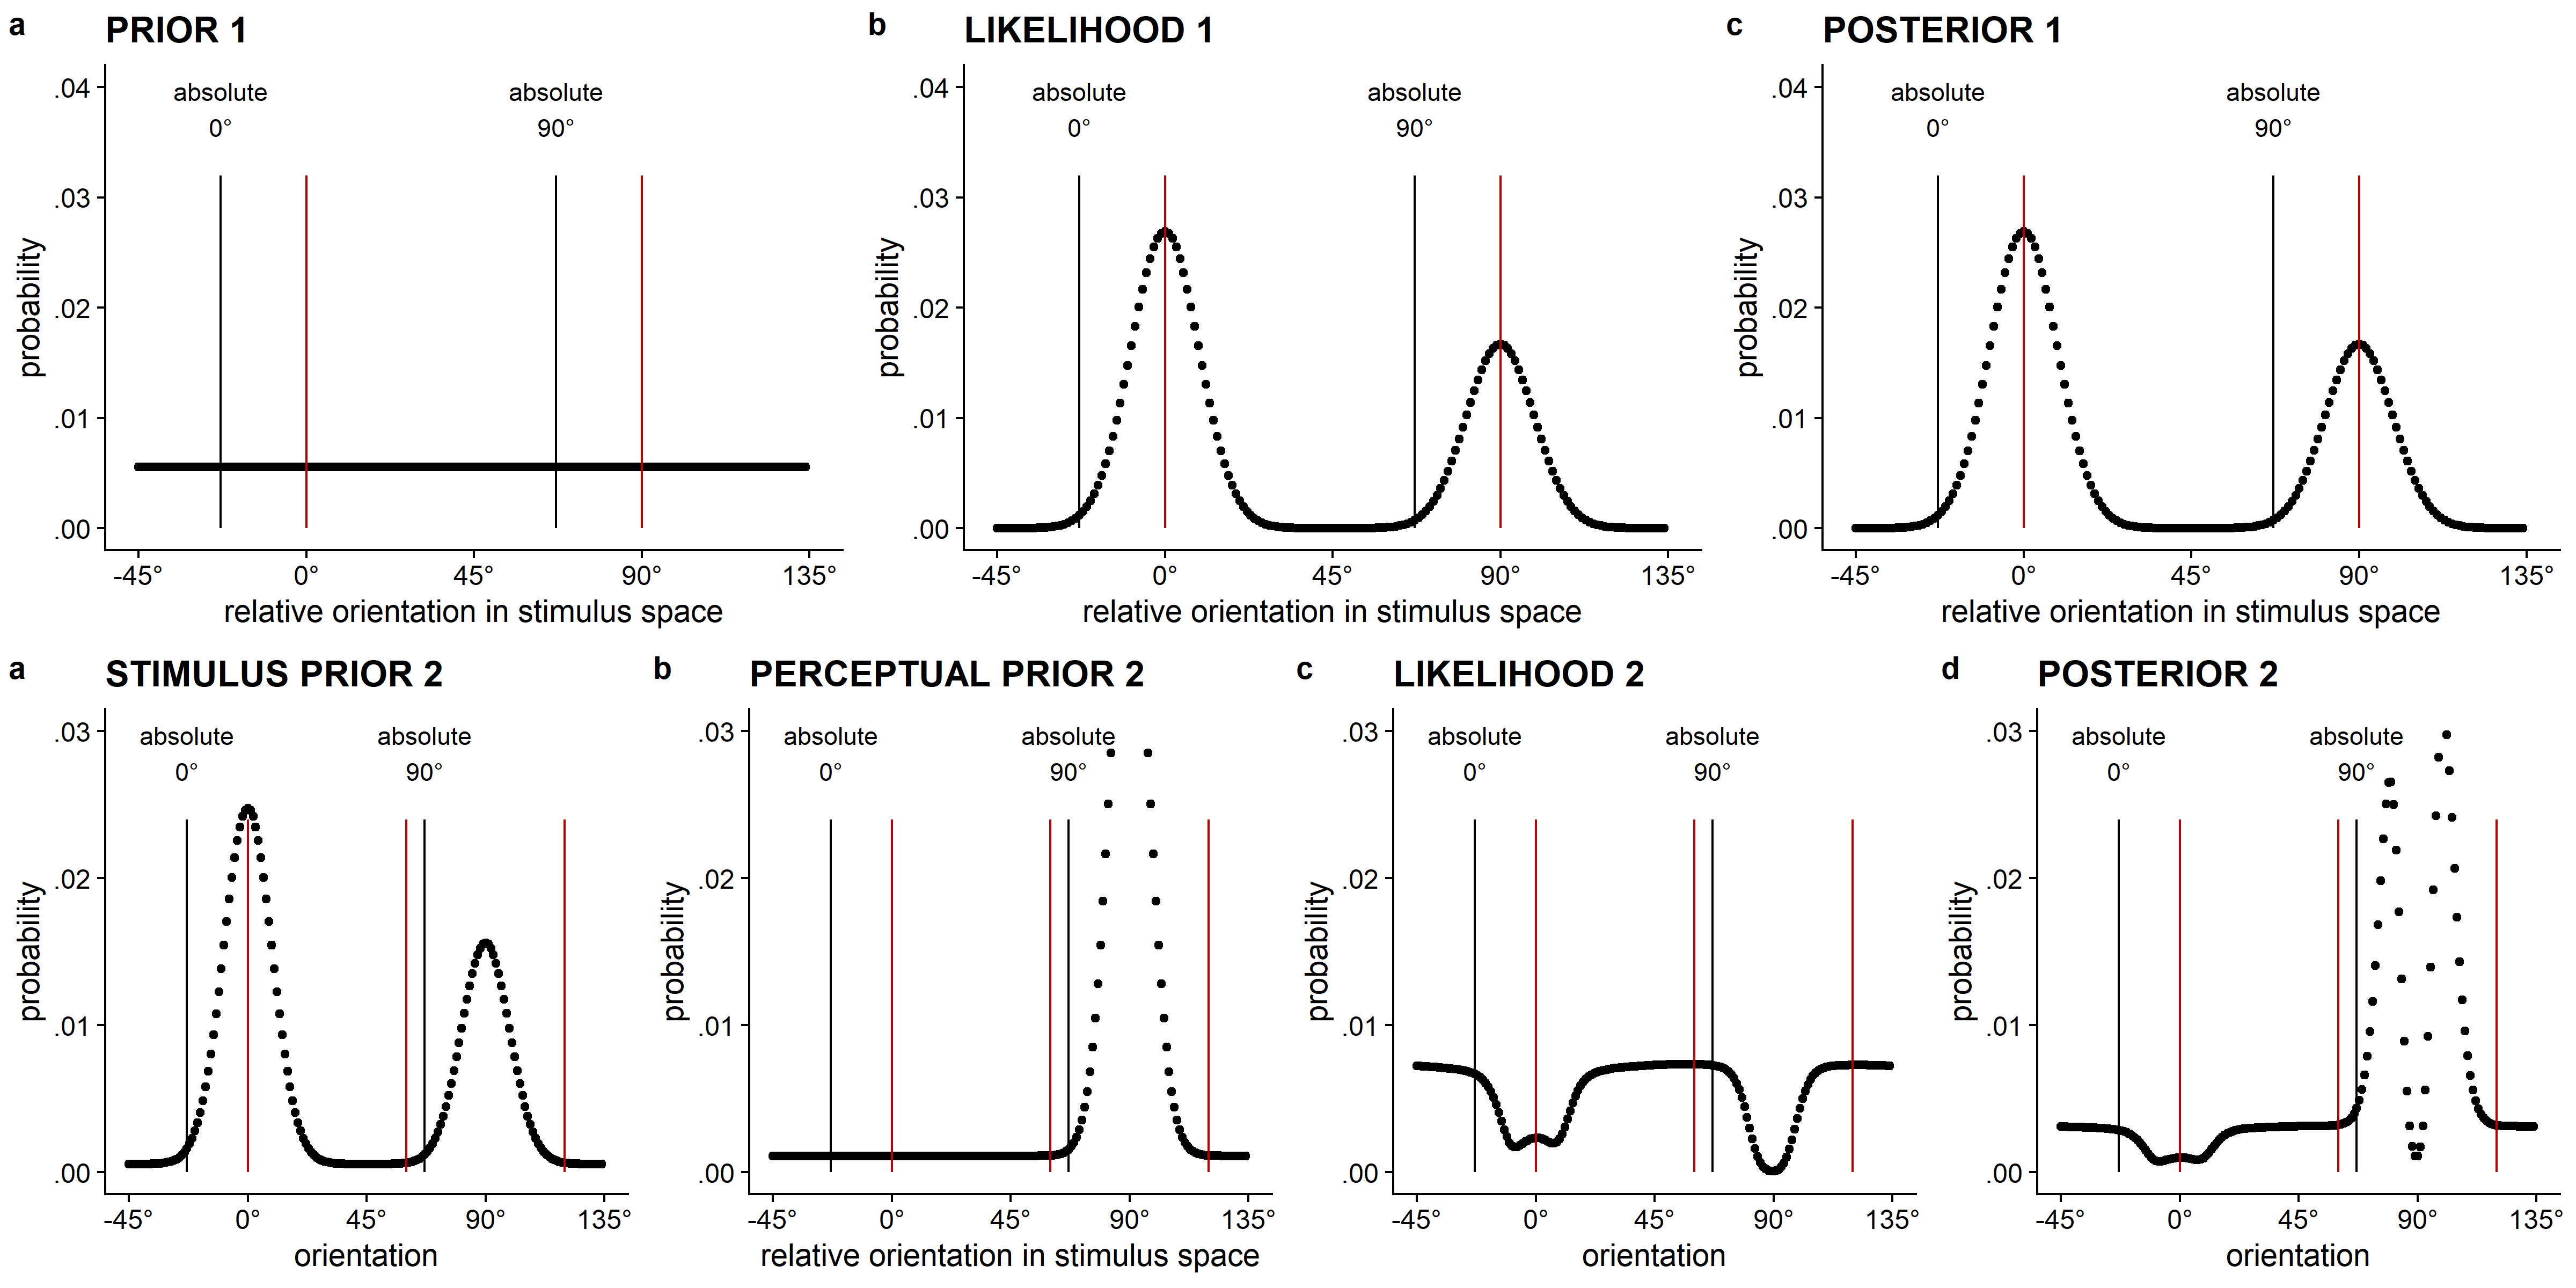 a PRIOR 1
.04
.03
.02
.01
.00
probability
absolute 0°
absolute 90°
-45° 0° 45° 90° 135°
relative orientation in stimulus space
b LIKELIHOOD 1
.04
.03
.02
.01
.00
probability
absolute 0°
absolute 90°
-45° 0° 45° 90° 135°
relative orientation in stimulus space
c POSTERIOR 1
.04
.03
.02
.01
.00
probability
absolute 0°
absolute 90°
-45° 0° 45° 90° 135°
relative orientation in stimulus space
a STIMULUS PRIOR 2
.03
.02
.01
.00
probability
absolute 0°
absolute 90°
-45° 0° 45° 90° 135°
orientation
b PERCEPTUAL PRIOR 2
.03
.02
.01
.00
probability
absolute 0°
absolute 90°
-45° 0° 45° 90° 135°
relative orientation in stimulus space
c LIKELIHOOD 2
.03
.02
.01
.00
probability
absolute 0°
absolute 90°
-45° 0° 45° 90° 135°
orientation
d POSTERIOR 2
.03
.02
.01
.00
probability
absolute 0°
absolute 90°
-45° 0° 45° 90° 135°
orientation